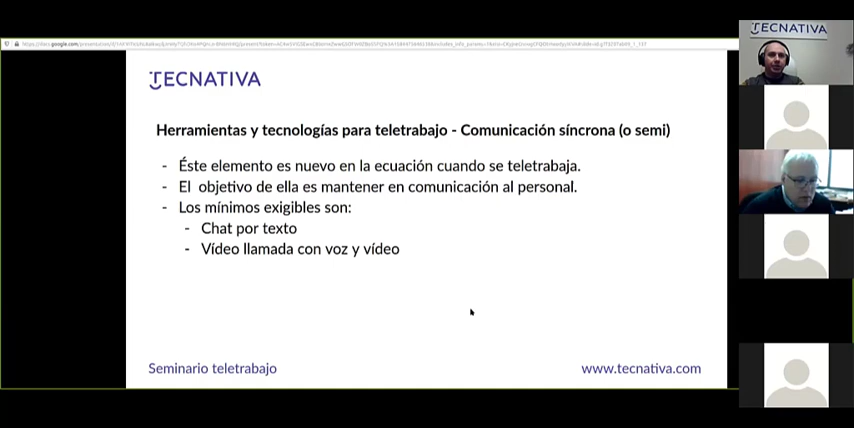 TECNATIVA
Herramientas y tecnologías para teletrabajo - Comunicación síncrona (o semi)
- Éste elemento es nuevo en la ecuación cuando se teletrabaja.
- El objetivo de ella es mantener en comunicación al personal.
- Los mínimos exigibles son:
- Chat por texto
- Vídeo llamada con voz y vídeo
Seminario teletrabajo
www.tecnativa.com
TECNATIVA